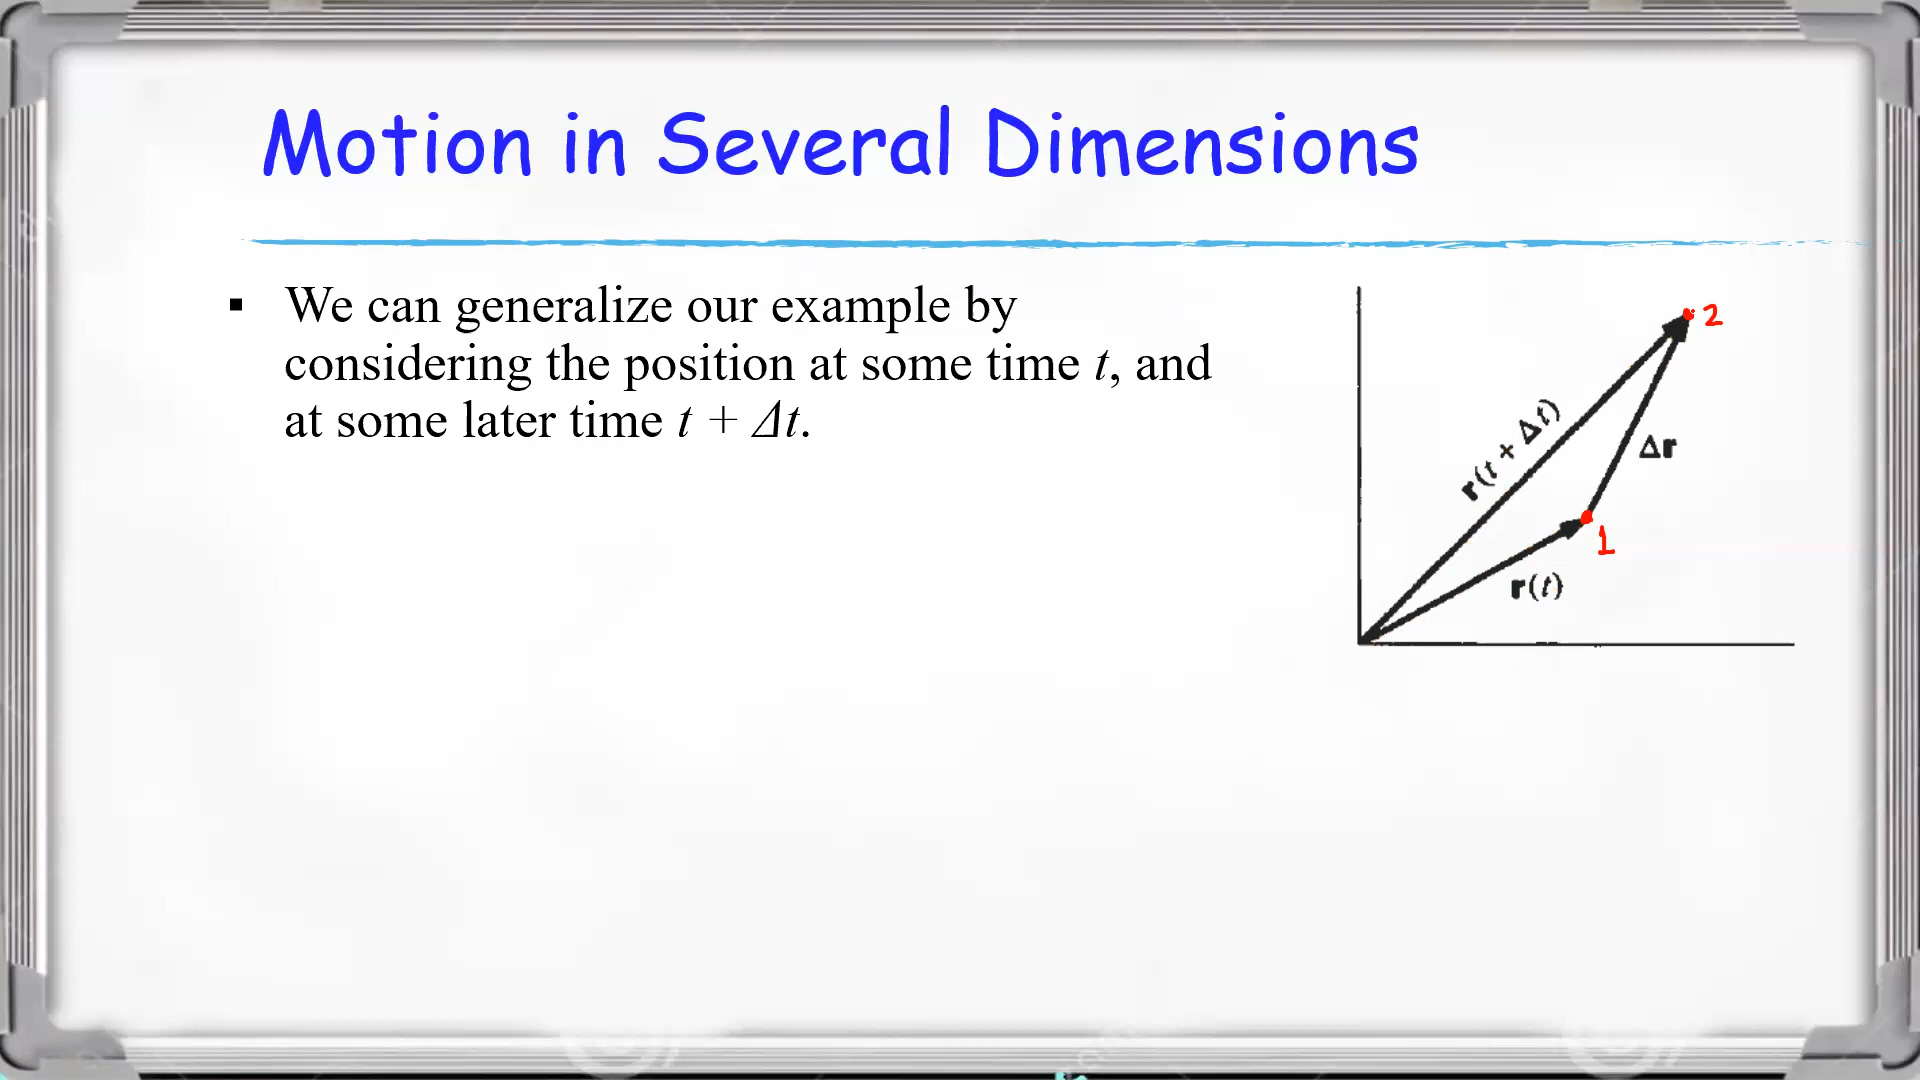 Motion in Several Dimensions
▪ We can generalize our example by
considering the position at some time t, and
at some later time t + Δt.
2
r(t + Δt)
Δr
1
r(t)